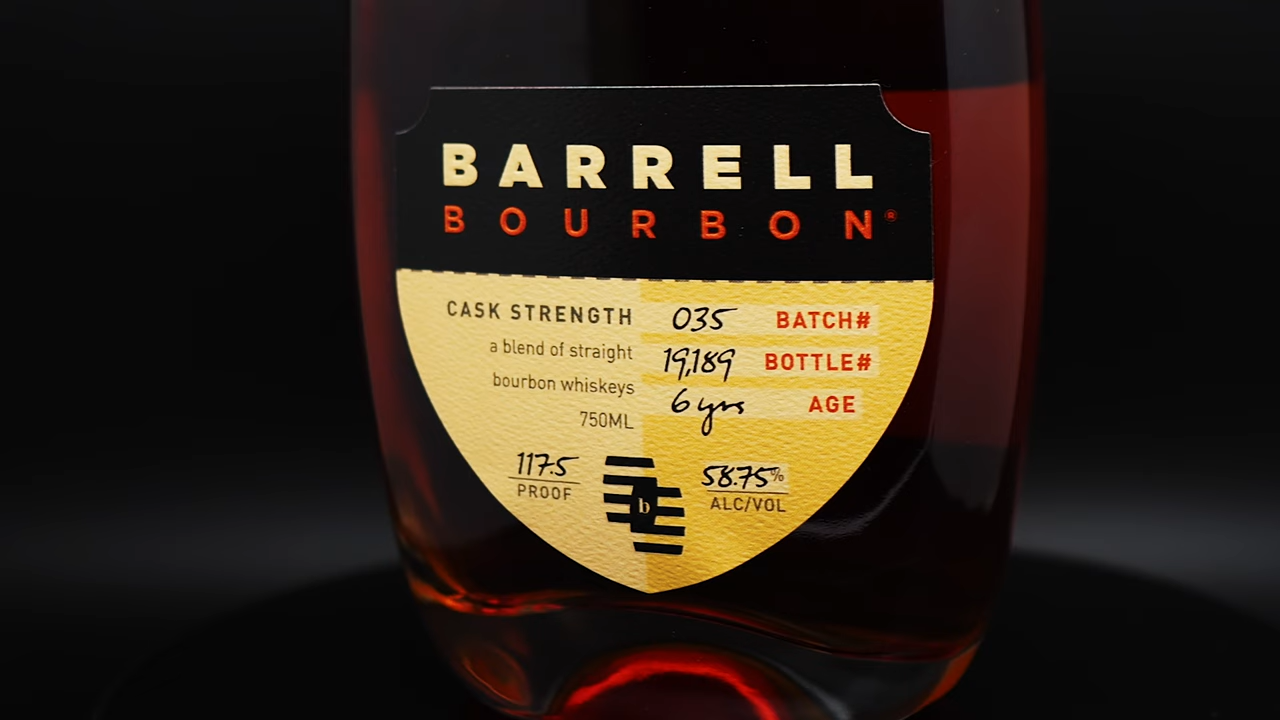 BARRELL
BOURBON®
CASK STRENGTH
a blend of straight
bourbon whiskeys
750ML
035 BATCH#
19,189 BOTTLE#
6 yrs AGE
117.5
PROOF
b
58.75%
ALC/VOL